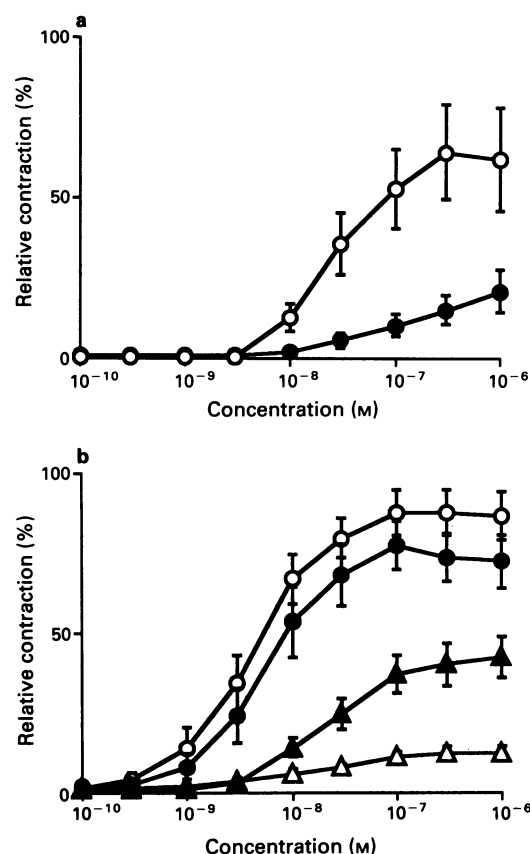 a
100
50
0
Relative contraction (%)
10⁻¹⁰ 10⁻⁹ 10⁻⁸ 10⁻⁷ 10⁻⁶
Concentration (M)
b
100
50
0
Relative contraction (%)
10⁻¹⁰ 10⁻⁹ 10⁻⁸ 10⁻⁷ 10⁻⁶
Concentration (M)